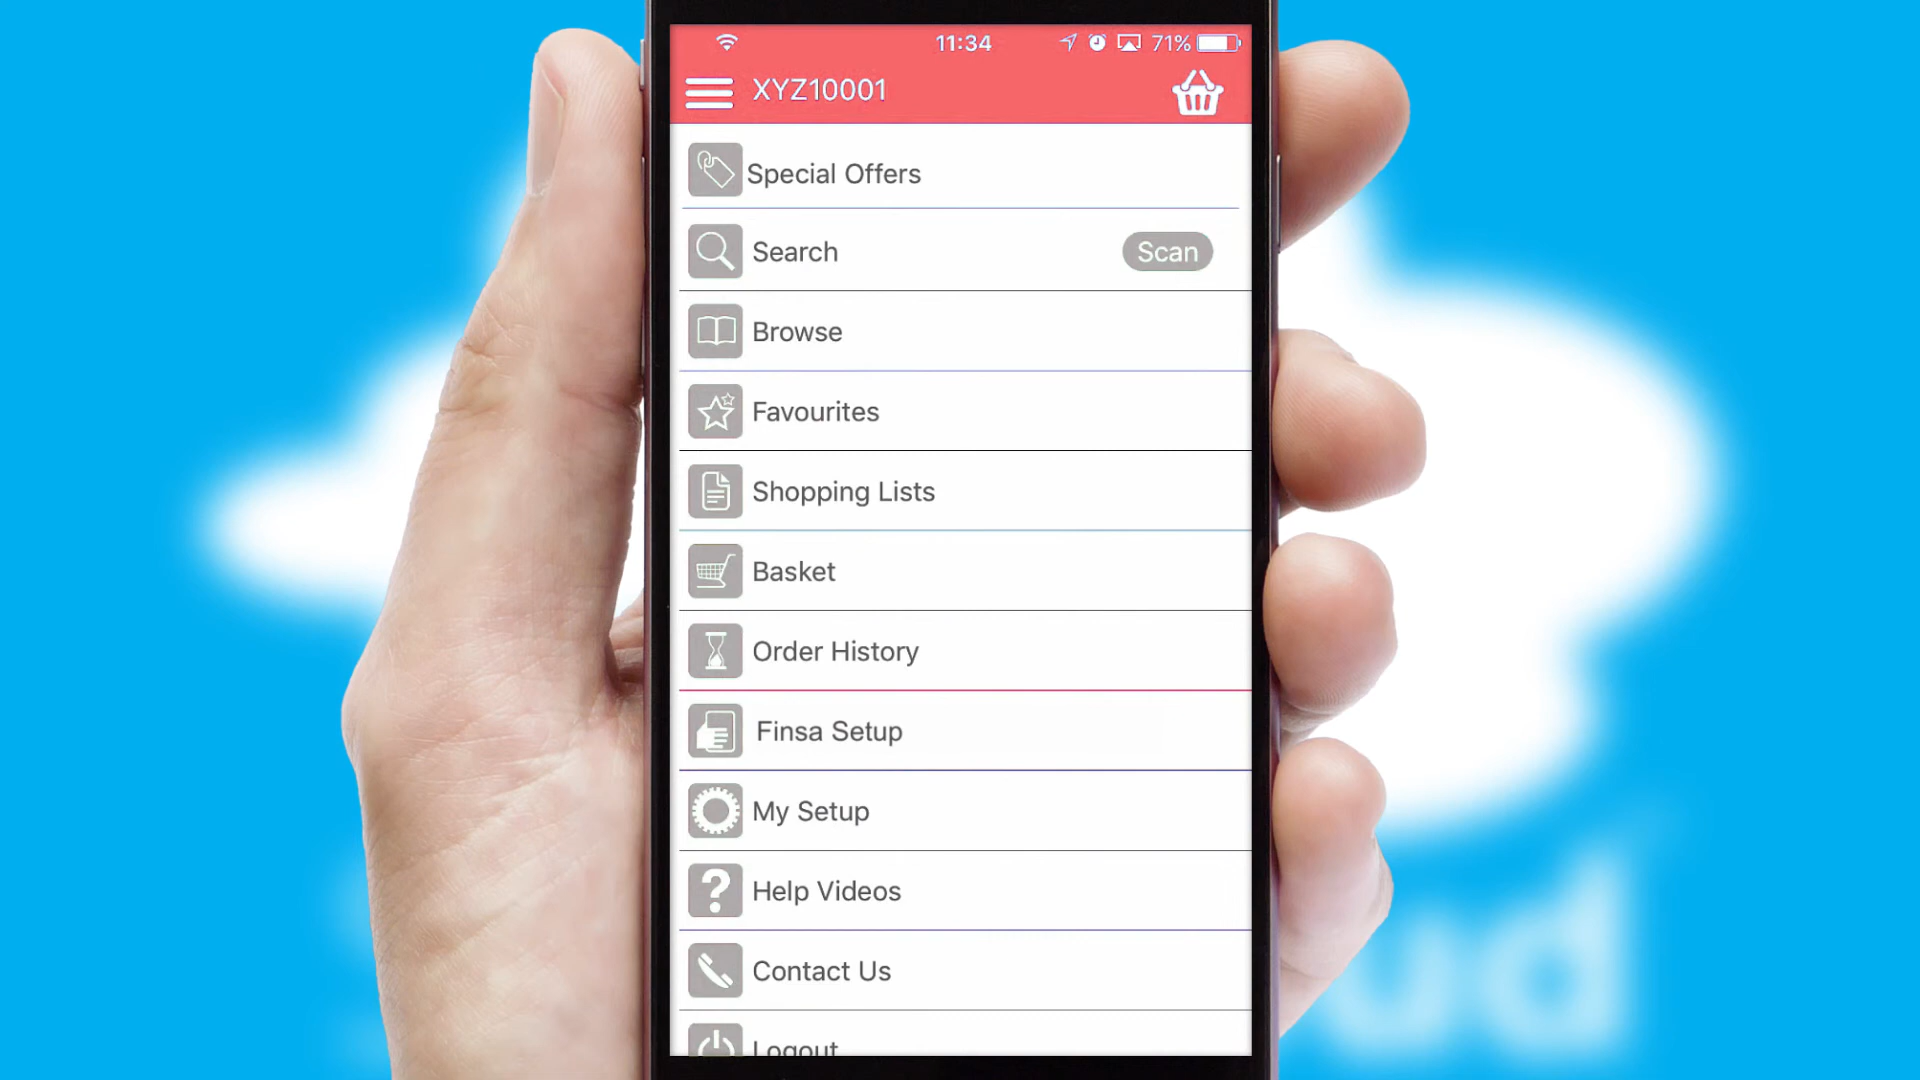 11:34 71%
XYZ10001
Special Offers
Search Scan
Browse
Favourites
Shopping Lists
Basket
Order History
Finsa Setup
My Setup
Help Videos
Contact Us
Logout
ud